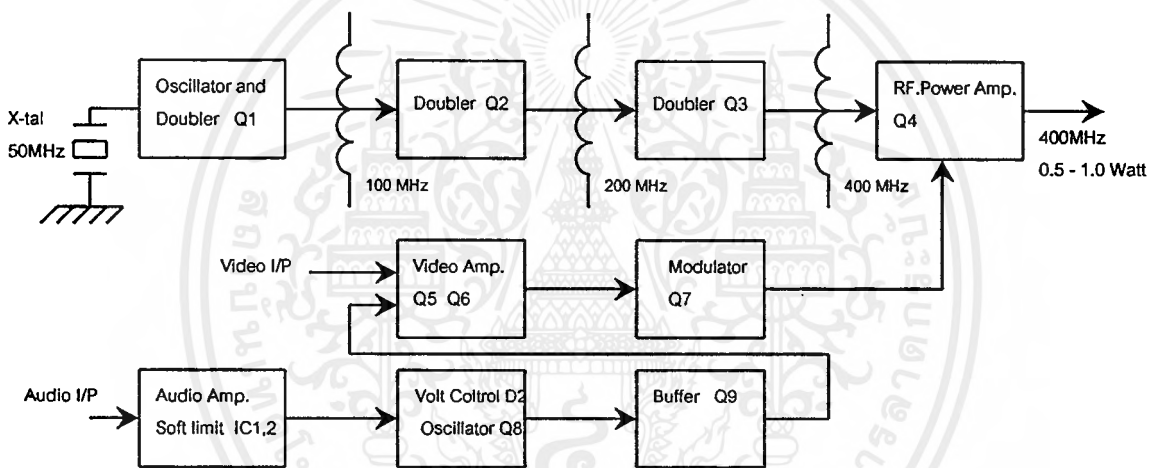 X-tal
50MHz
Oscillator and
Doubler Q1
100 MHz
Doubler Q2
200 MHz
Doubler Q3
400 MHz
RF.Power Amp.
Q4
400MHz
0.5 - 1.0 Watt
Video I/P
Video Amp.
Q5 Q6
Modulator
Q7
Audio I/P
Audio Amp.
Soft limit IC1,2
Volt Coltrol D2
Oscillator Q8
Buffer Q9